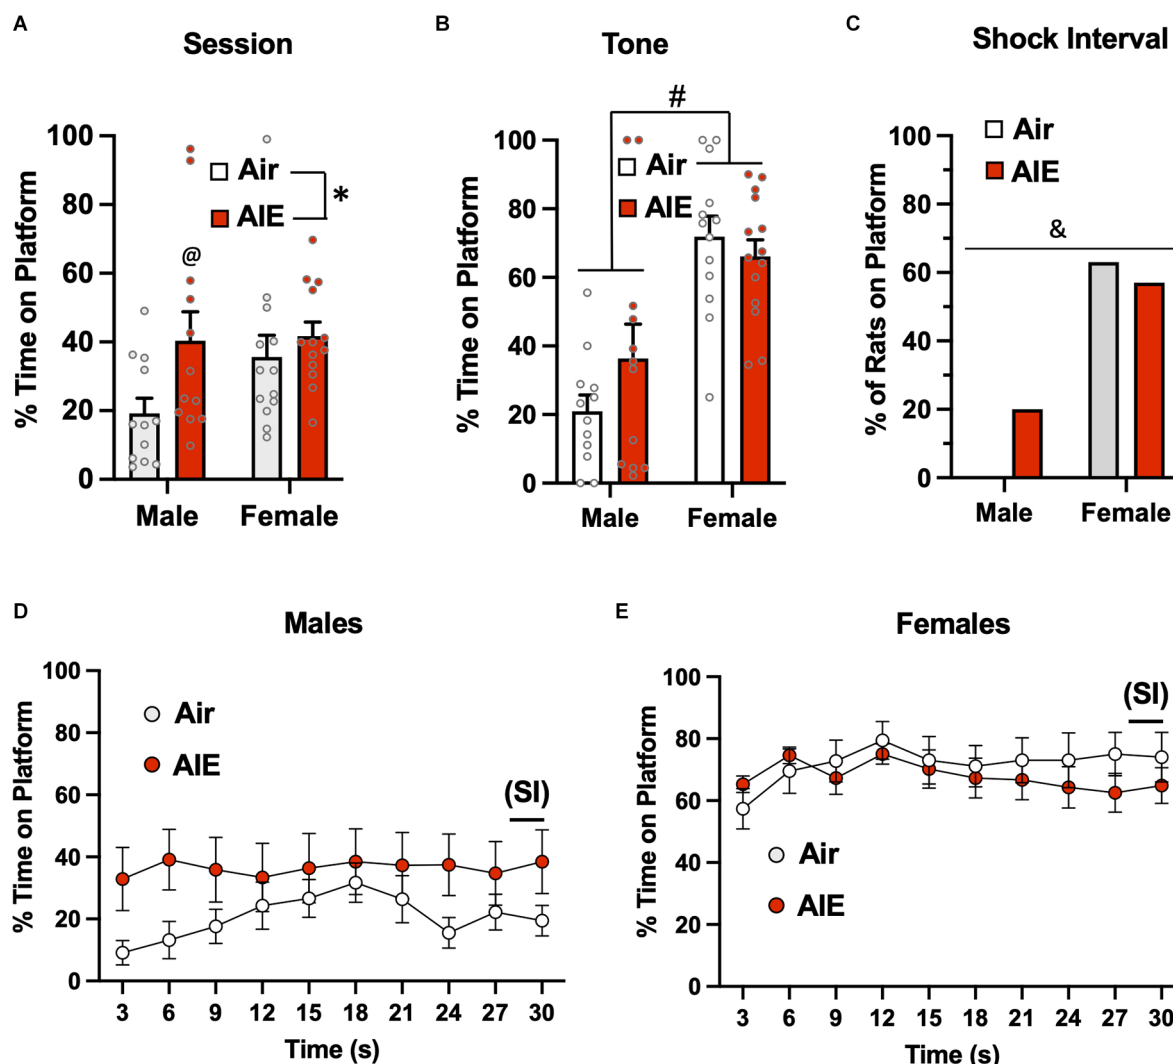 A
Session
% Time on Platform
100
80
60
40
20
0
Air
AIE
*
@
Male
Female
B
Tone
% Time on Platform
100
80
60
40
20
0
#
Air
AIE
Male
Female
C
Shock Interval
% of Rats on Platform
100
80
60
40
20
0
Air
AIE
&
Male
Female
D
Males
% Time on Platform
100
80
60
40
20
0
Air
AIE
(SI)
3 6 9 12 15 18 21 24 27 30
Time (s)
E
Females
% Time on Platform
100
80
60
40
20
0
(SI)
Air
AIE
3 6 9 12 15 18 21 24 27 30
Time (s)